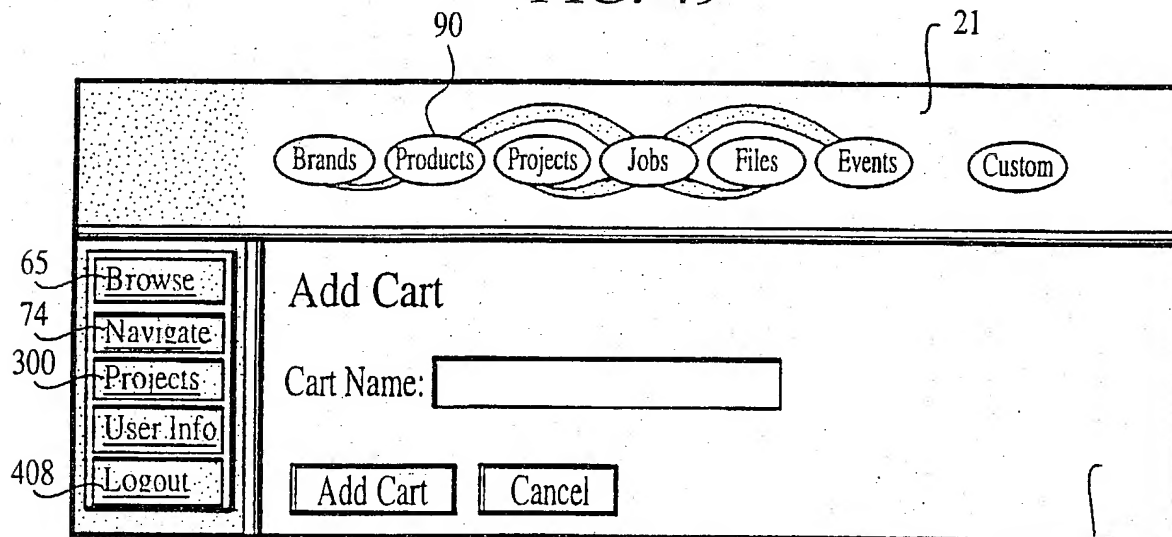 90
21
Brands Products Projects Jobs Files Events Custom
65 Browse
74 Navigate
300 Projects
User Info
408 Logout
Add Cart
Cart Name:
Add Cart Cancel